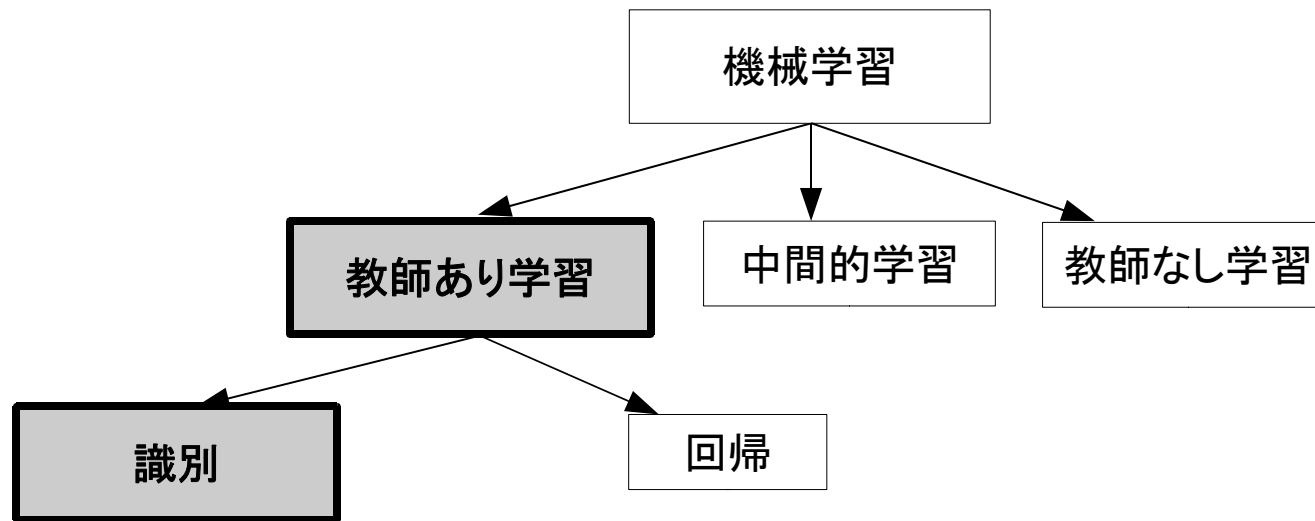 機械学習
教師あり学習
中間的学習
教師なし学習
識別
回帰